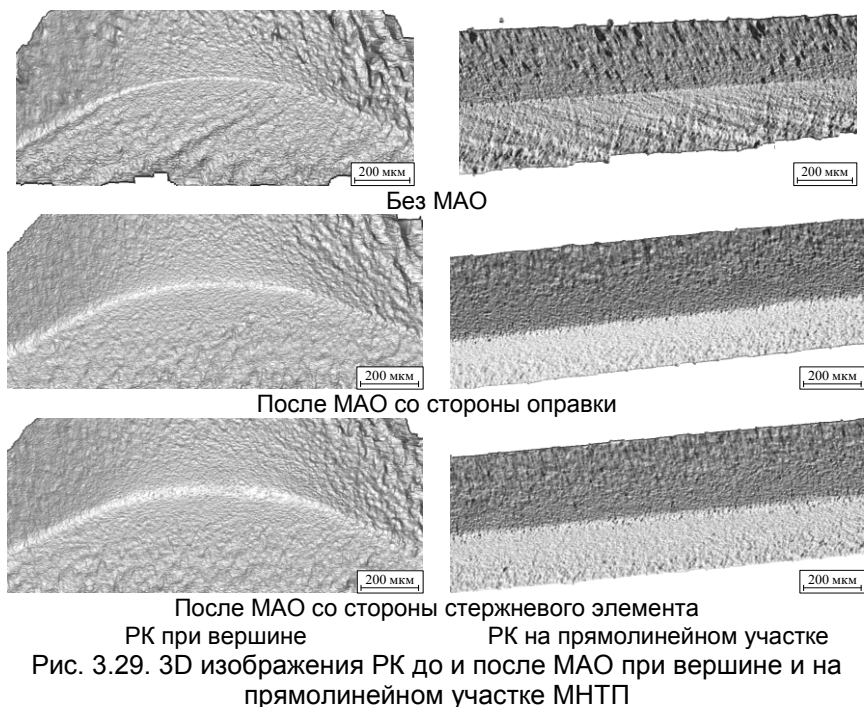 200 мкм
200 мкм
Без МАО
200 мкм
200 мкм
После МАО со стороны оправки
200 мкм
200 мкм
После МАО со стороны стержневого элемента
РК при вершине РК на прямолинейном участке
Рис. 3.29. 3D изображения РК до и после МАО при вершине и на
прямолинейном участке МНТП